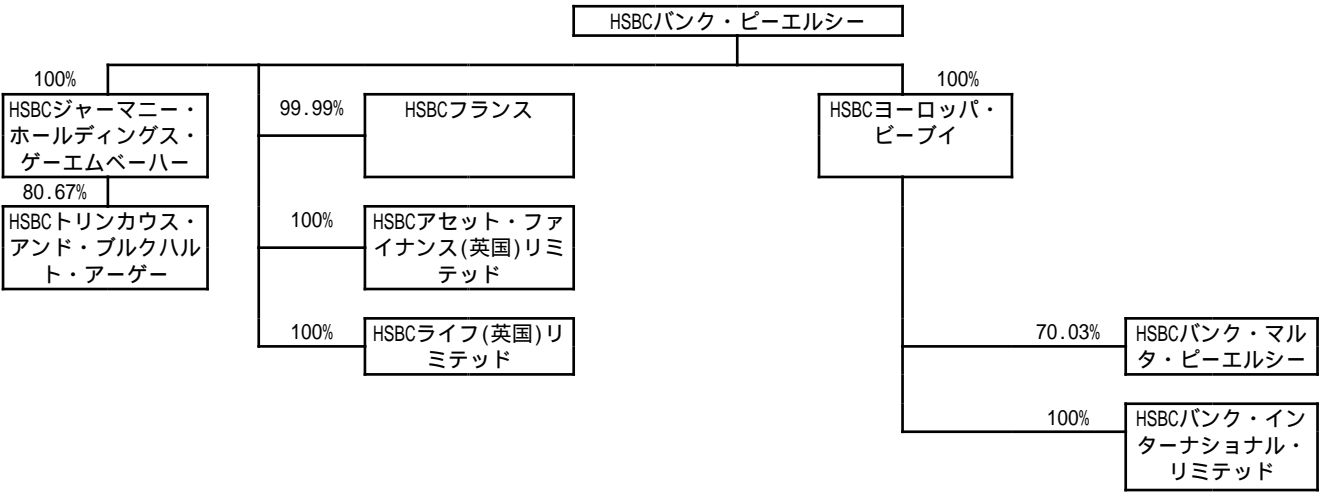 HSBCバンク・ピーエルシー
100%
HSBCジャーマニー・
ホールディングス・
ゲーエムベーハー
80.67%
HSBCトリンカウス・
アンド・ブルクハル
ト・アーゲー
99.99%
HSBCフランス
100%
HSBCアセット・ファ
イナンス(英国)リミ
テッド
100%
HSBCライフ(英国)リ
ミテッド
100%
HSBCヨーロッパ・
ビーブイ
70.03%
HSBCバンク・マル
タ・ピーエルシー
100%
HSBCバンク・イン
ターナショナル・
リミテッド